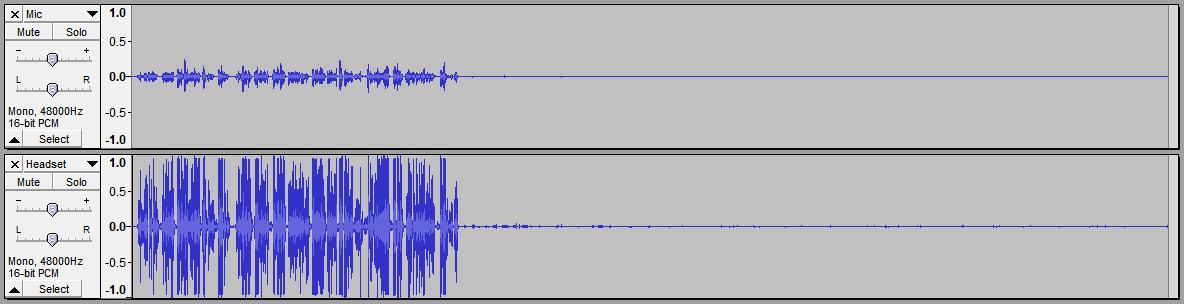 Mic
Mute Solo
- +
L R
Mono, 48000Hz
16-bit PCM
Select
1.0
0.5
0.0
-0.5
-1.0
Headset
Mute Solo
- +
L R
Mono, 48000Hz
16-bit PCM
Select
1.0
0.5
0.0
-0.5
-1.0